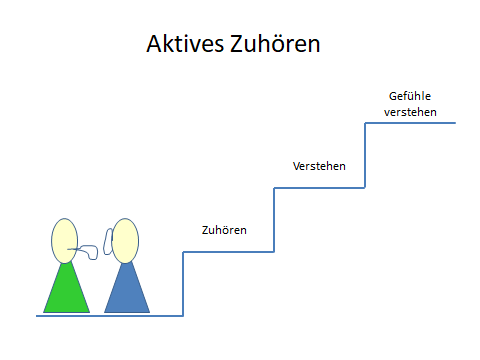 Aktives Zuhören
Gefühle
verstehen
Verstehen
Zuhören